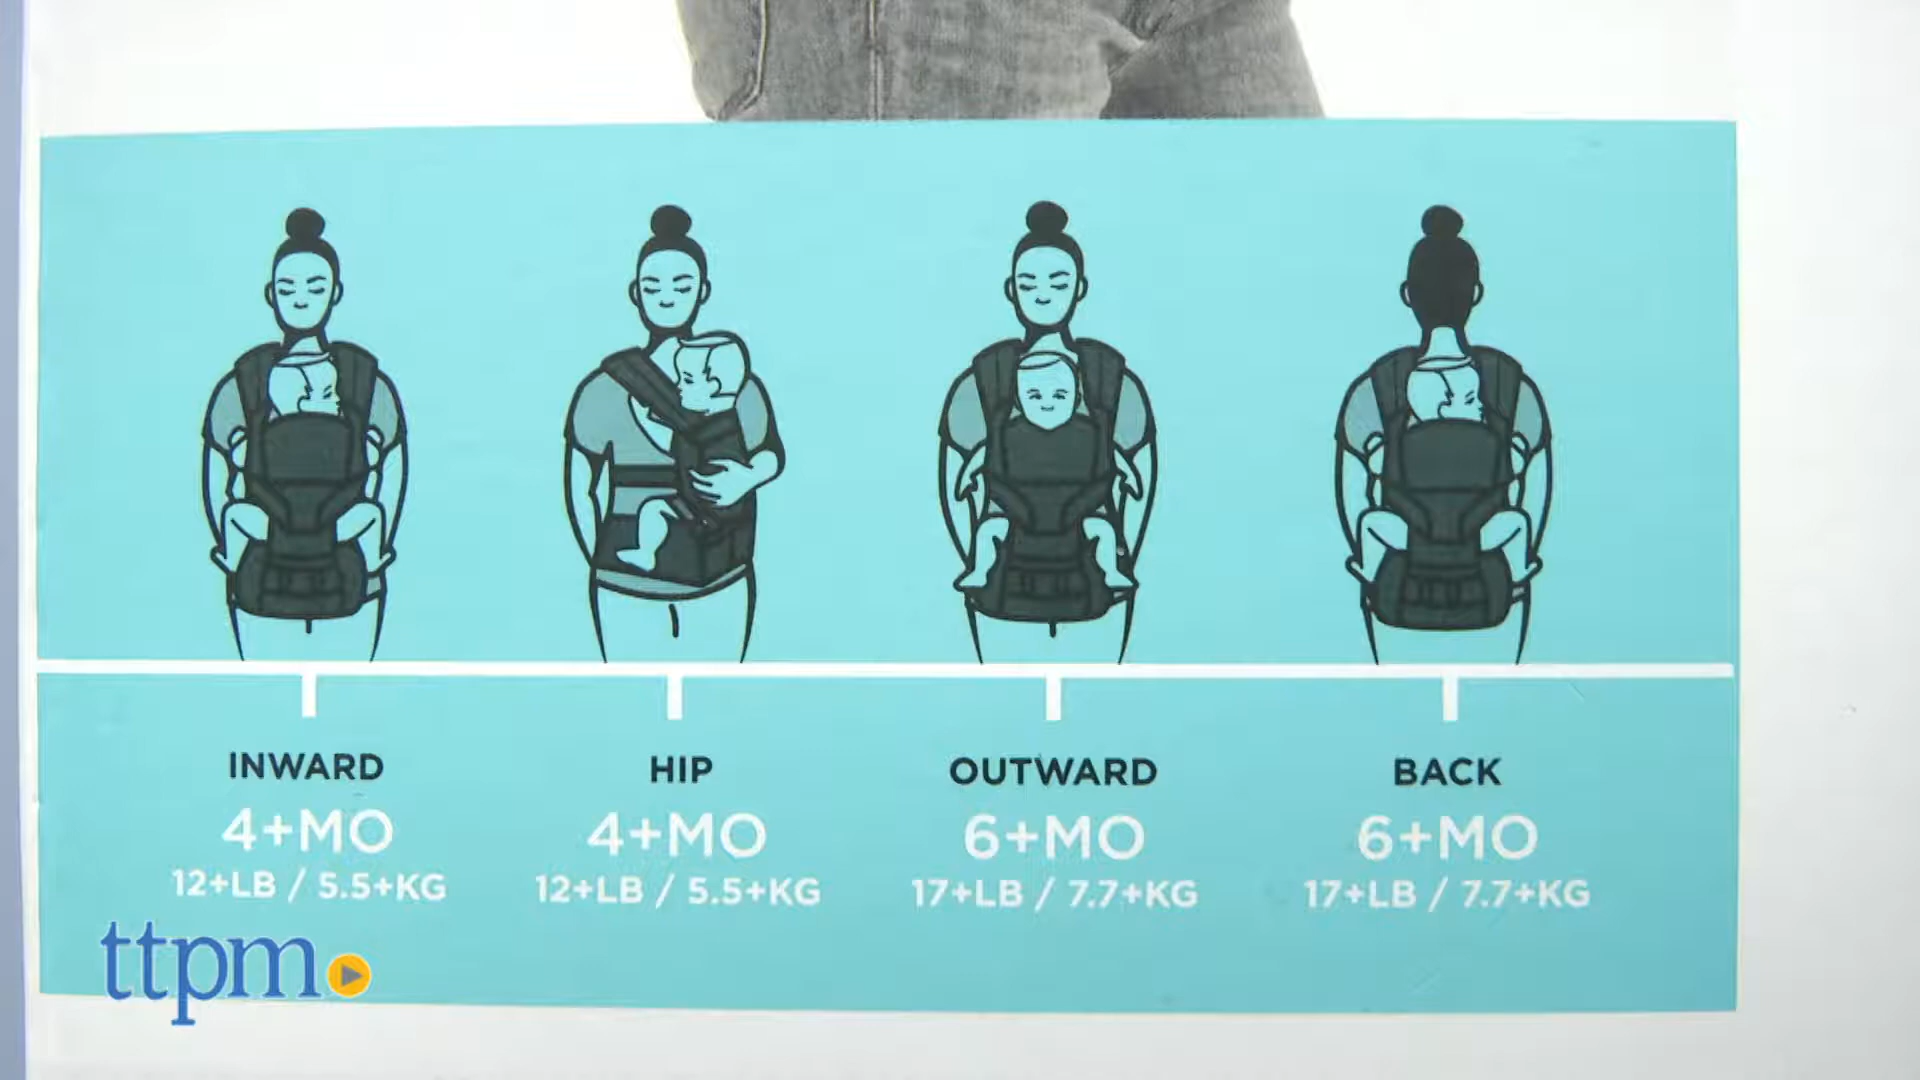 INWARD
4+MO
12+LB / 5.5+KG
HIP
4+MO
12+LB / 5.5+KG
OUTWARD
6+MO
17+LB / 7.7+KG
BACK
6+MO
17+LB / 7.7+KG
ttpm